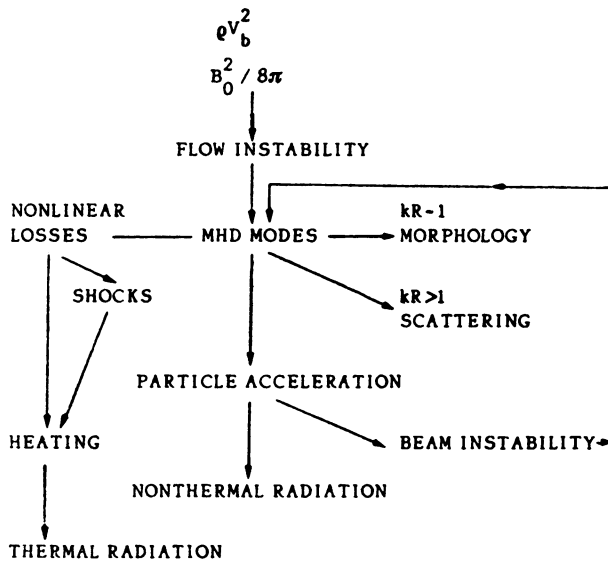 ϱV_b^2
B_0^2 / 8π
FLOW INSTABILITY
NONLINEAR
LOSSES
MHD MODES
kR-1
MORPHOLOGY
SHOCKS
kR>1
SCATTERING
PARTICLE ACCELERATION
HEATING
BEAM INSTABILITY
NONTHERMAL RADIATION
THERMAL RADIATION